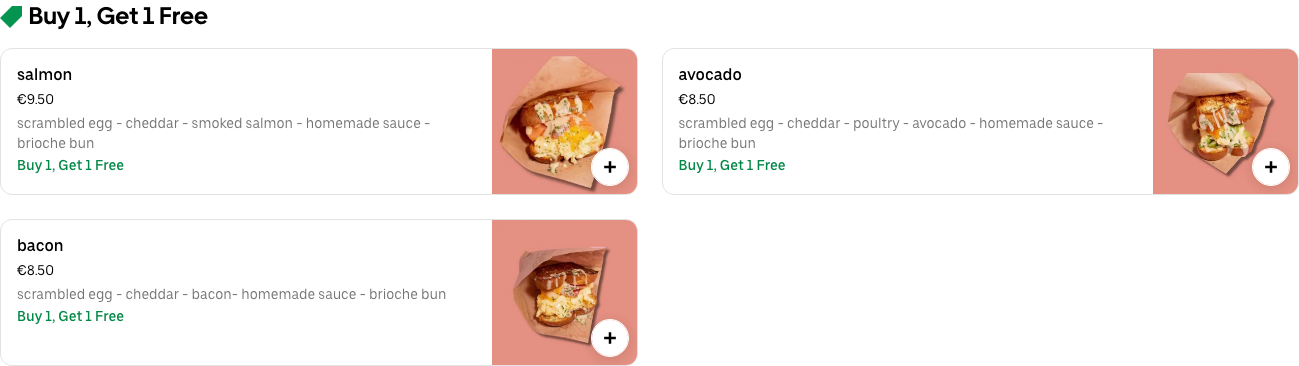 Buy 1, Get 1 Free
salmon
€9.50
scrambled egg - cheddar - smoked salmon - homemade sauce -
brioche bun
Buy 1, Get 1 Free
avocado
€8.50
scrambled egg - cheddar - poultry - avocado - homemade sauce -
brioche bun
Buy 1, Get 1 Free
bacon
€8.50
scrambled egg - cheddar - bacon- homemade sauce - brioche bun
Buy 1, Get 1 Free